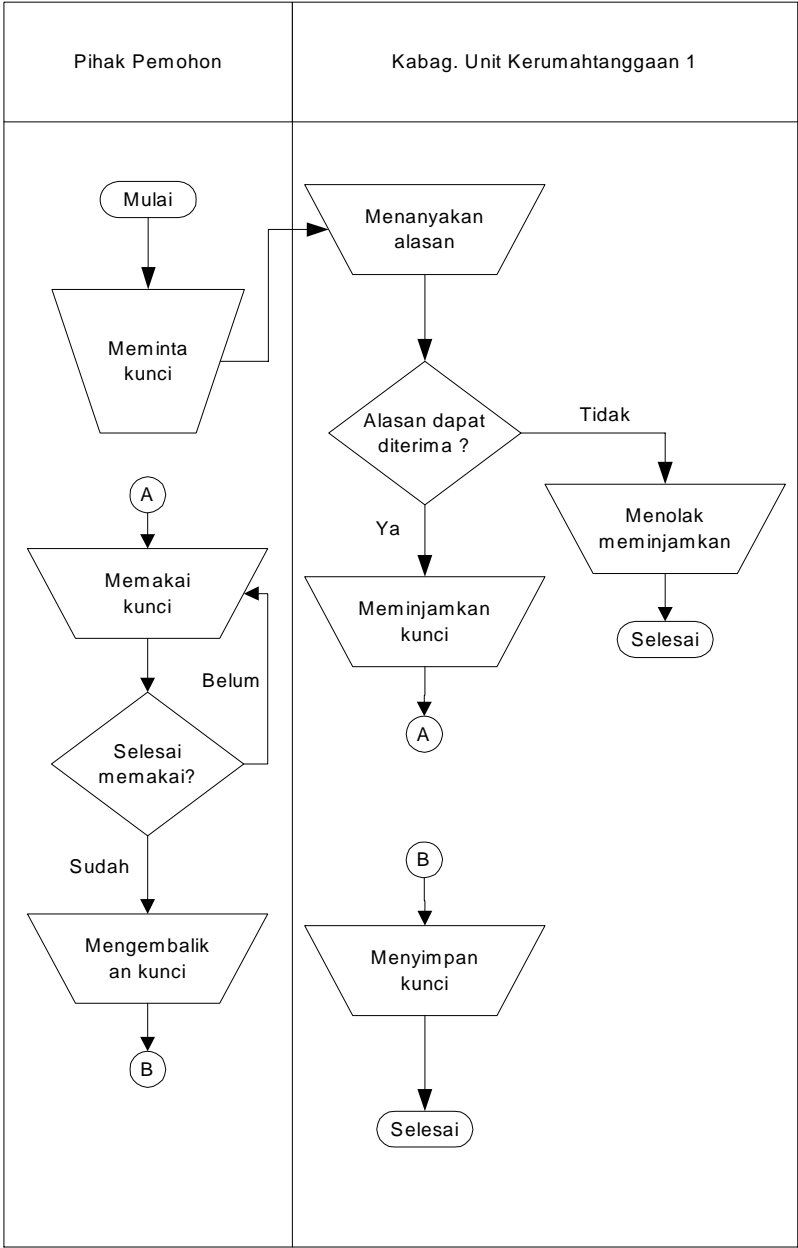 Pihak Pemohon
Kabag. Unit Kerumahtanggaan 1
Mulai
Meminta
kunci
Menanyakan
alasan
Alasan dapat
diterima ?
Tidak
Menolak
meminjamkan
Selesai
Ya
Meminjamkan
kunci
A
A
Memakai
kunci
Belum
Selesai
memakai?
Sudah
Mengembalik
an kunci
B
B
Menyimpan
kunci
Selesai